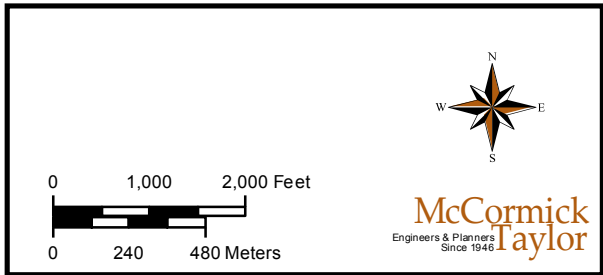 N
W E
S
0 1,000 2,000 Feet
0 240 480 Meters
McCormick
Taylor
Engineers & Planners
Since 1946